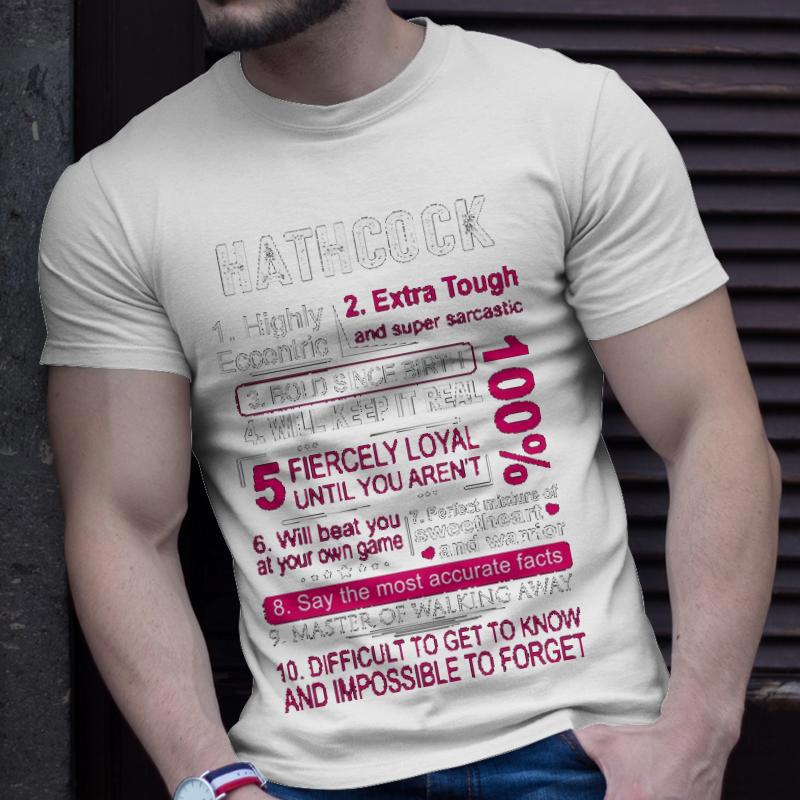 HATHCOCK
1. Highly
Eccentric
2. Extra Tough
and super sarcastic
3. BOLD SINCE BIRTH
4. WILL KEEP IT REAL
100%
5 FIERCELY LOYAL
UNTIL YOU AREN'T
6. Will beat you
at your own game
7. Perfect mixture of
sweetheart
and warrior
8. Say the most accurate facts
9. MASTER OF WALKING AWAY
10. DIFFICULT TO GET TO KNOW
AND IMPOSSIBLE TO FORGET